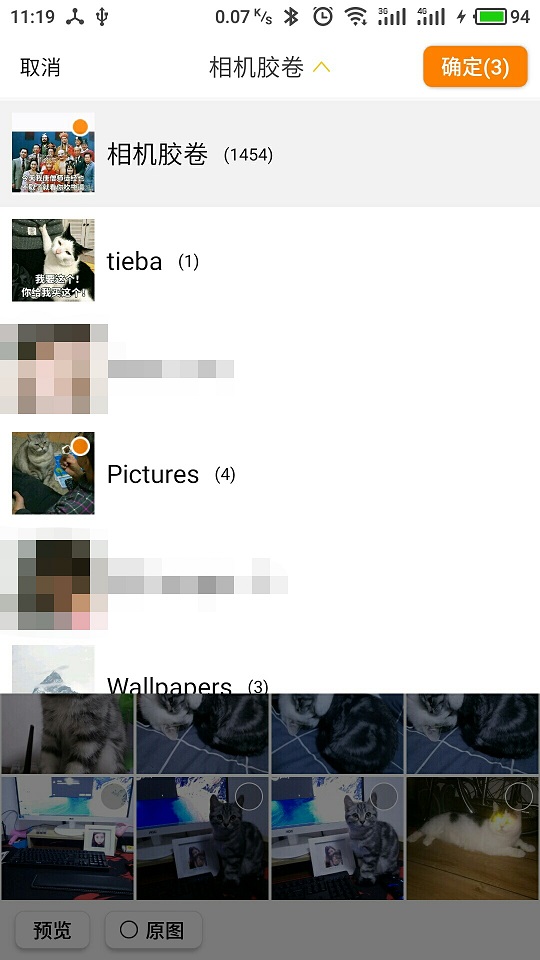 11:19 0.07 K/s 3G 4G 94
取消 相机胶卷 确定(3)
相机胶卷 (1454)
tieba (1)
我要这个!
你给我买这个!
Pictures (4)
Wallpapers (3)
预览 原图